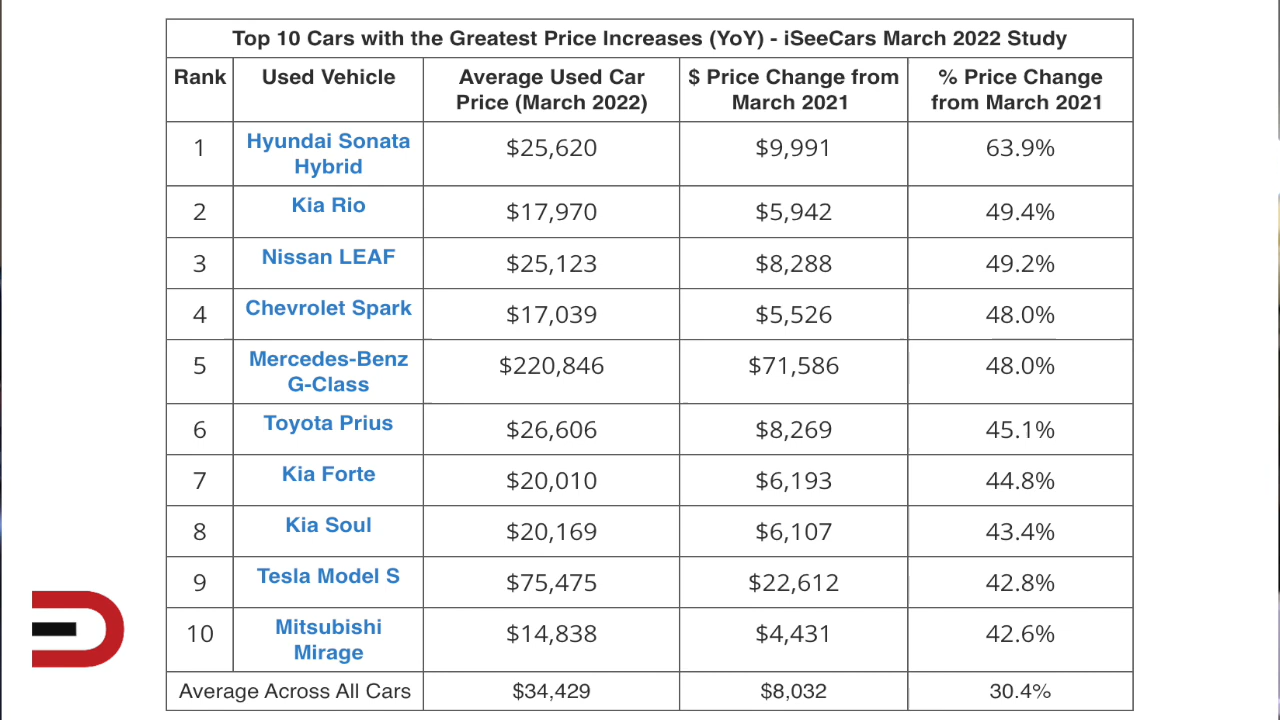 Top 10 Cars with the Greatest Price Increases (YoY) - iSeeCars March 2022 Study
Rank Used Vehicle Average Used Car Price (March 2022) $ Price Change from March 2021 % Price Change from March 2021
1 Hyundai Sonata Hybrid $25,620 $9,991 63.9%
2 Kia Rio $17,970 $5,942 49.4%
3 Nissan LEAF $25,123 $8,288 49.2%
4 Chevrolet Spark $17,039 $5,526 48.0%
5 Mercedes-Benz G-Class $220,846 $71,586 48.0%
6 Toyota Prius $26,606 $8,269 45.1%
7 Kia Forte $20,010 $6,193 44.8%
8 Kia Soul $20,169 $6,107 43.4%
9 Tesla Model S $75,475 $22,612 42.8%
10 Mitsubishi Mirage $14,838 $4,431 42.6%
Average Across All Cars $34,429 $8,032 30.4%